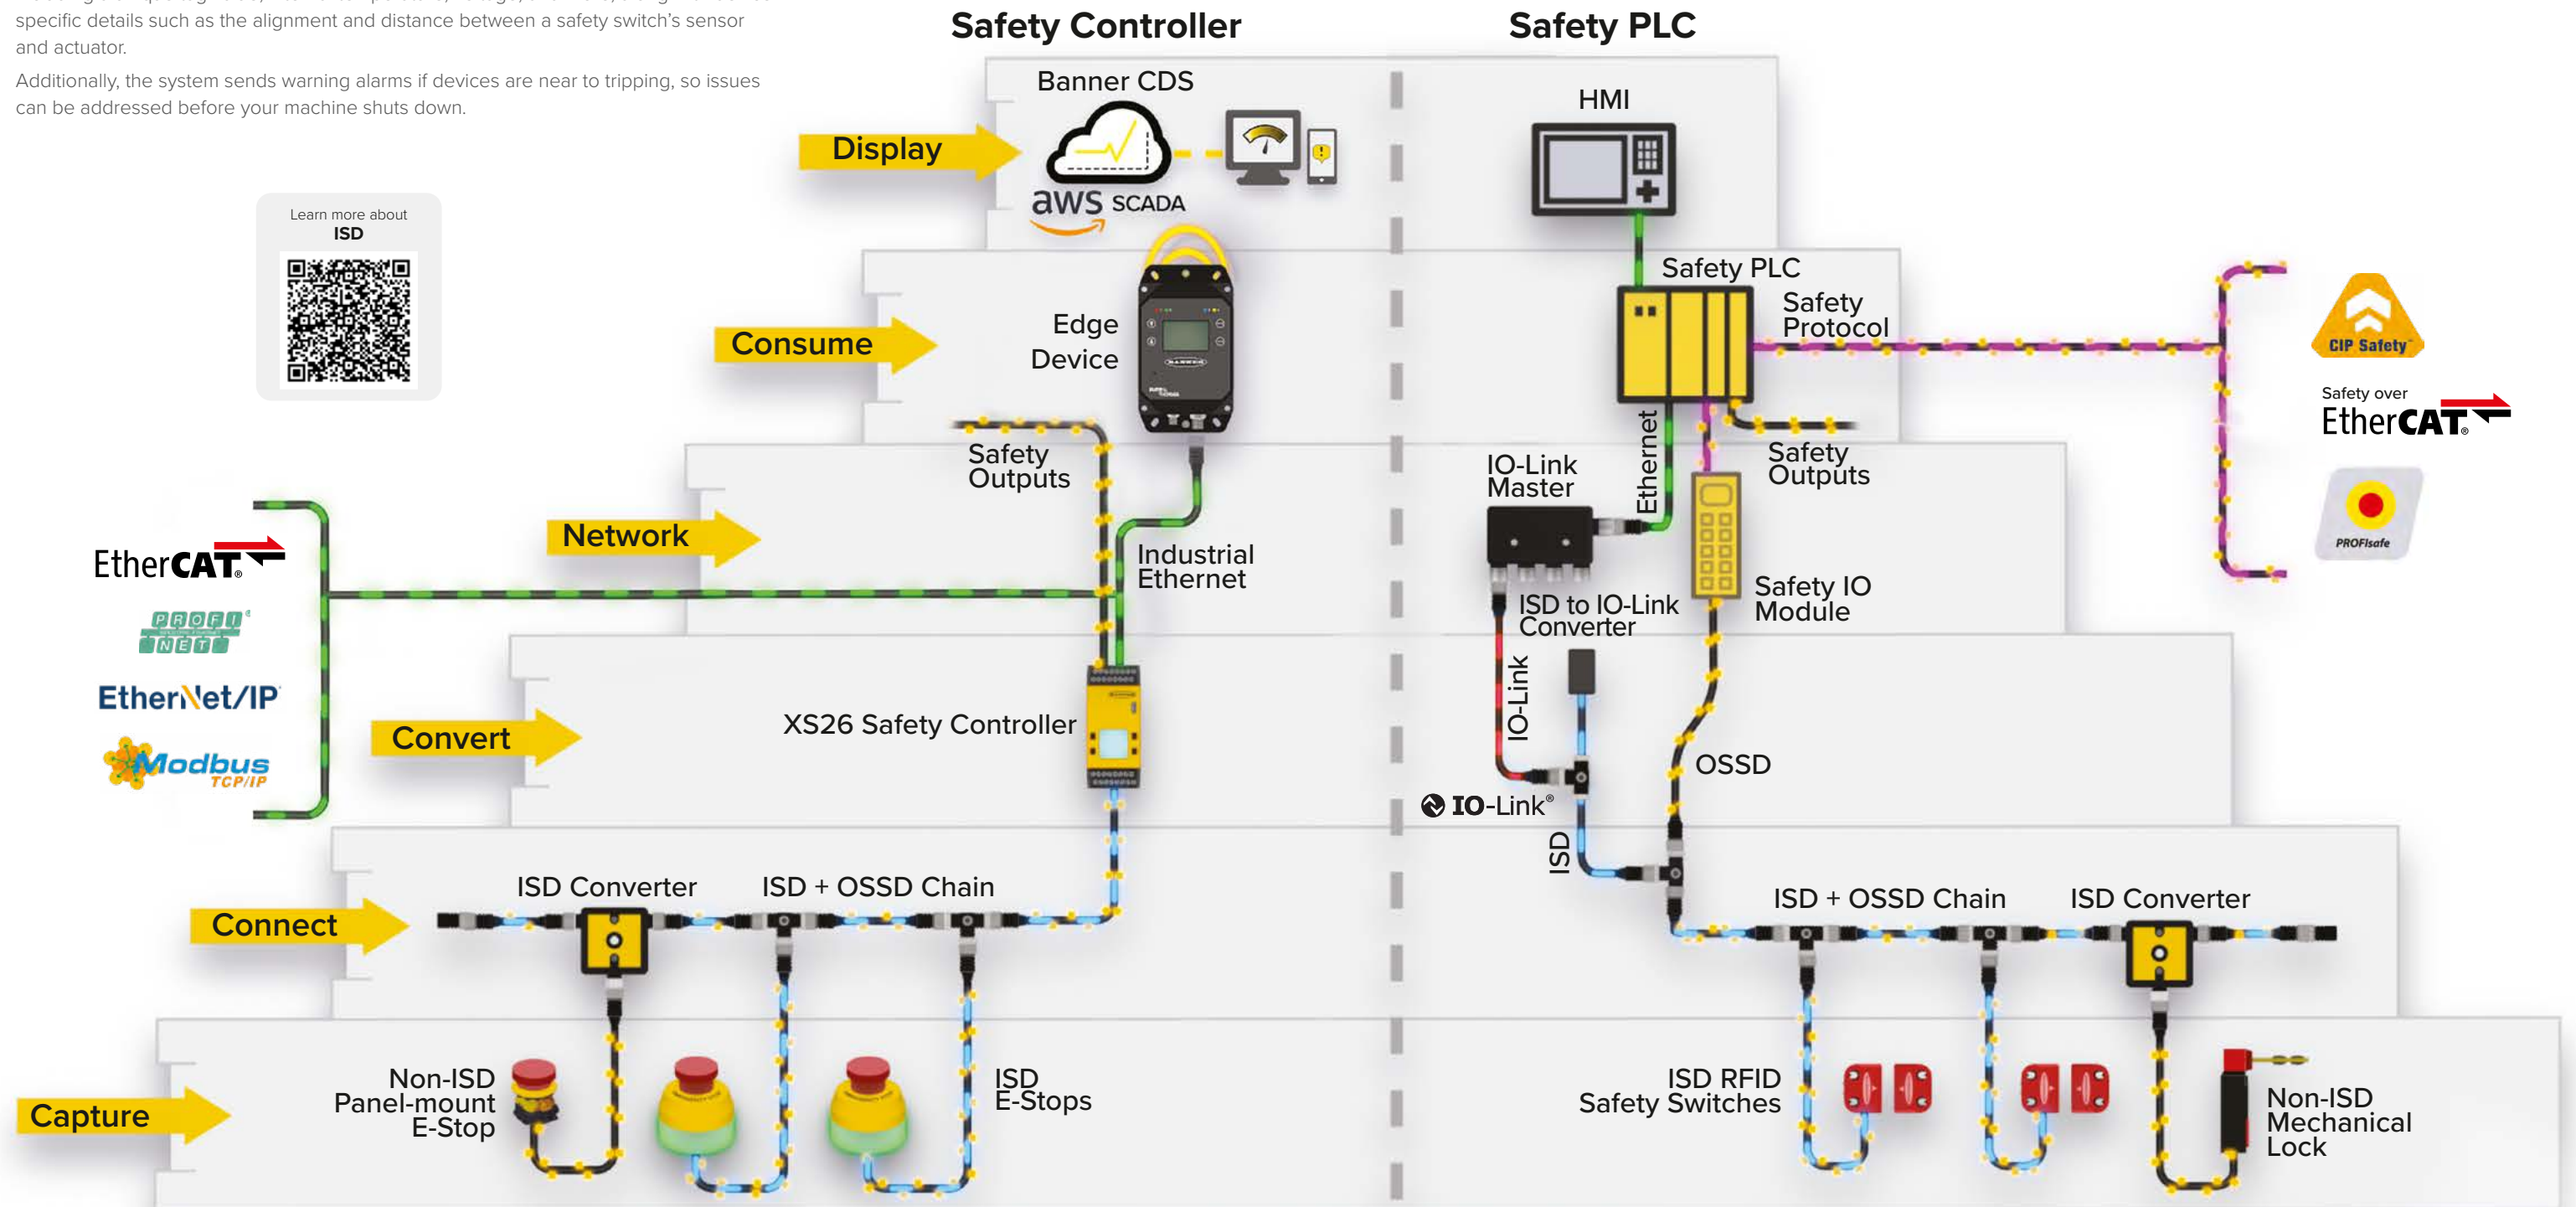 specific details such as the alignment and distance between a safety switch's sensor
and actuator.
Additionally, the system sends warning alarms if devices are near to tripping, so issues
can be addressed before your machine shuts down.
Learn more about
ISD
Safety Controller
Safety PLC
Display
Banner CDS
aws SCADA
HMI
Consume
Edge
Device
BANNER
Safety PLC
Safety
Protocol
CIP Safety
Safety over
EtherCAT®
PROFIsafe
Network
Safety
Outputs
Industrial
Ethernet
IO-Link
Master
Ethernet
Safety
Outputs
Safety IO
Module
ISD to IO-Link
Converter
EtherCAT®
PROFI
NET
EtherNet/IP
Modbus
TCP/IP
Convert
XS26 Safety Controller
IO-Link
IO-Link®
OSSD
ISD
Connect
ISD Converter
ISD + OSSD Chain
ISD + OSSD Chain
ISD Converter
Capture
Non-ISD
Panel-mount
E-Stop
ISD
E-Stops
ISD RFID
Safety Switches
Non-ISD
Mechanical
Lock